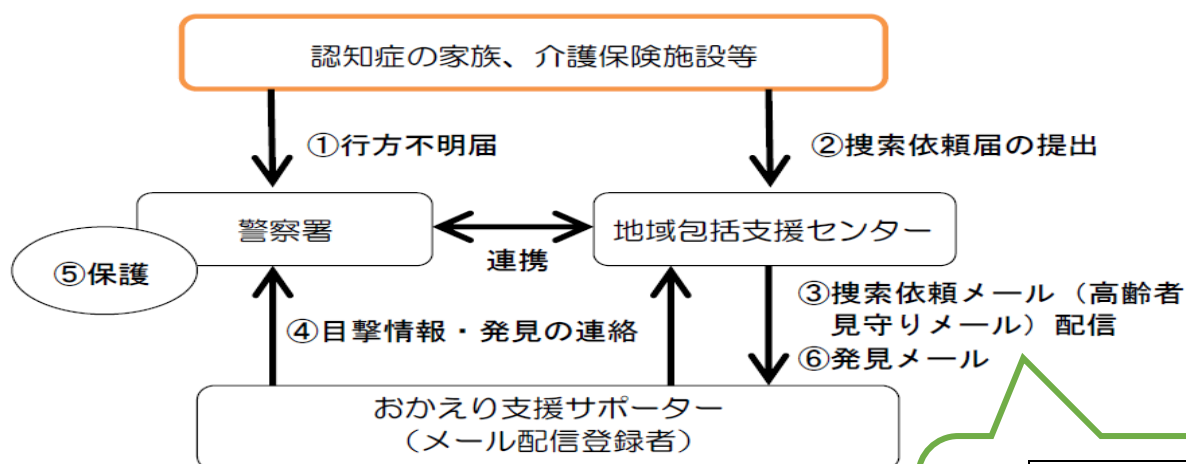 認知症の家族、介護保険施設等
①行方不明届
②捜索依頼届の提出
警察署
地域包括支援センター
連携
⑤保護
③捜索依頼メール（高齢者
見守りメール）配信
④目撃情報・発見の連絡
⑥発見メール
おかえり支援サポーター
（メール配信登録者）